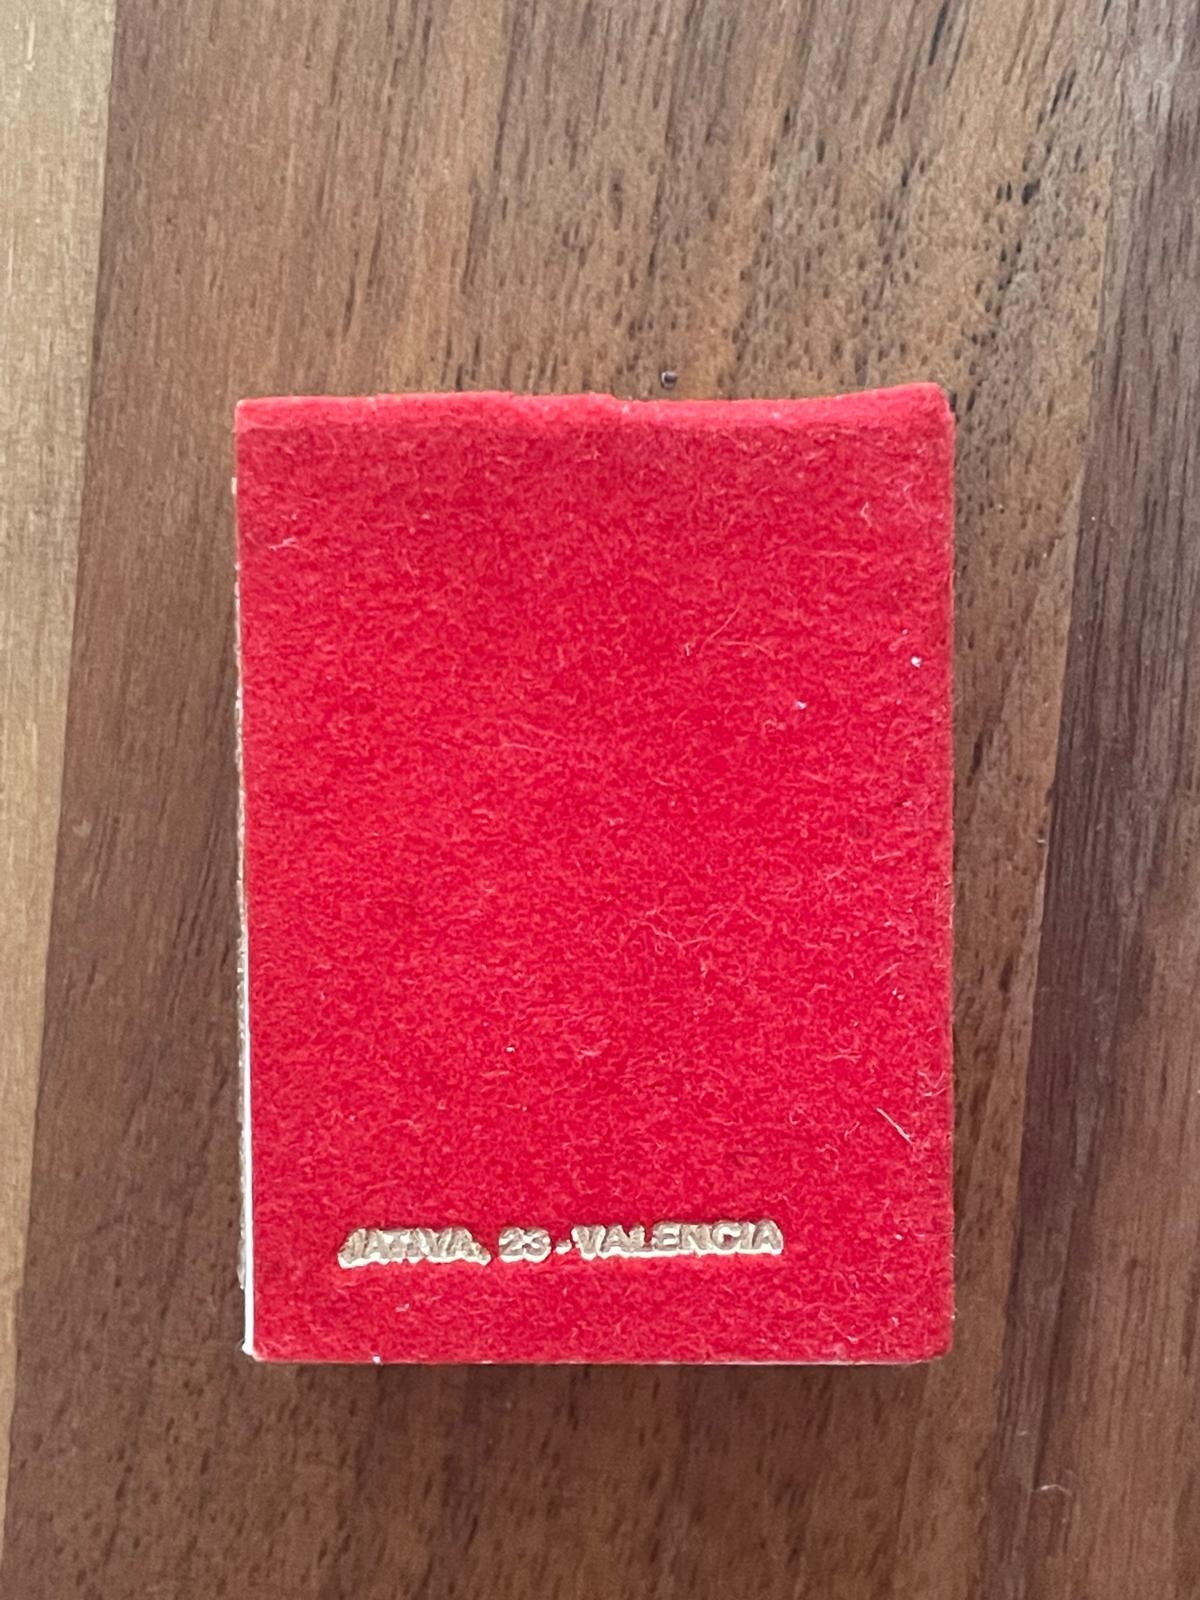 JATIVA, 23 - VALENCIA